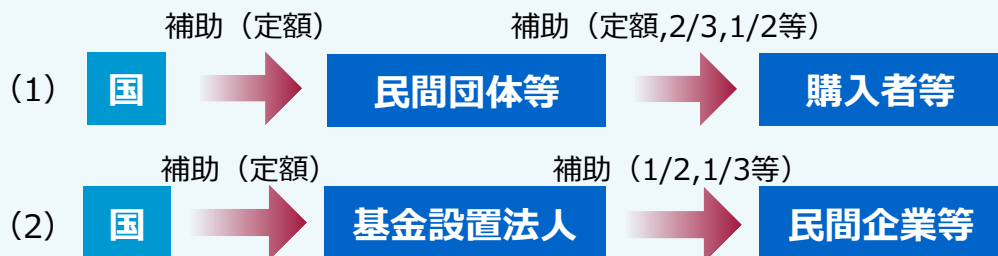 補助（定額） 補助（定額,2/3,1/2等）
（1） 国 民間団体等 購入者等
補助（定額） 補助（1/2,1/3等）
（2） 国 基金設置法人 民間企業等